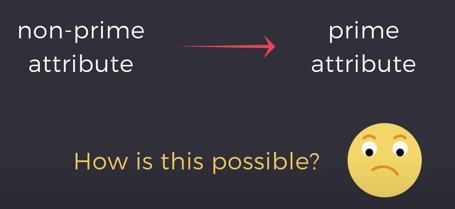 non-prime
attribute
prime
attribute
How is this possible?